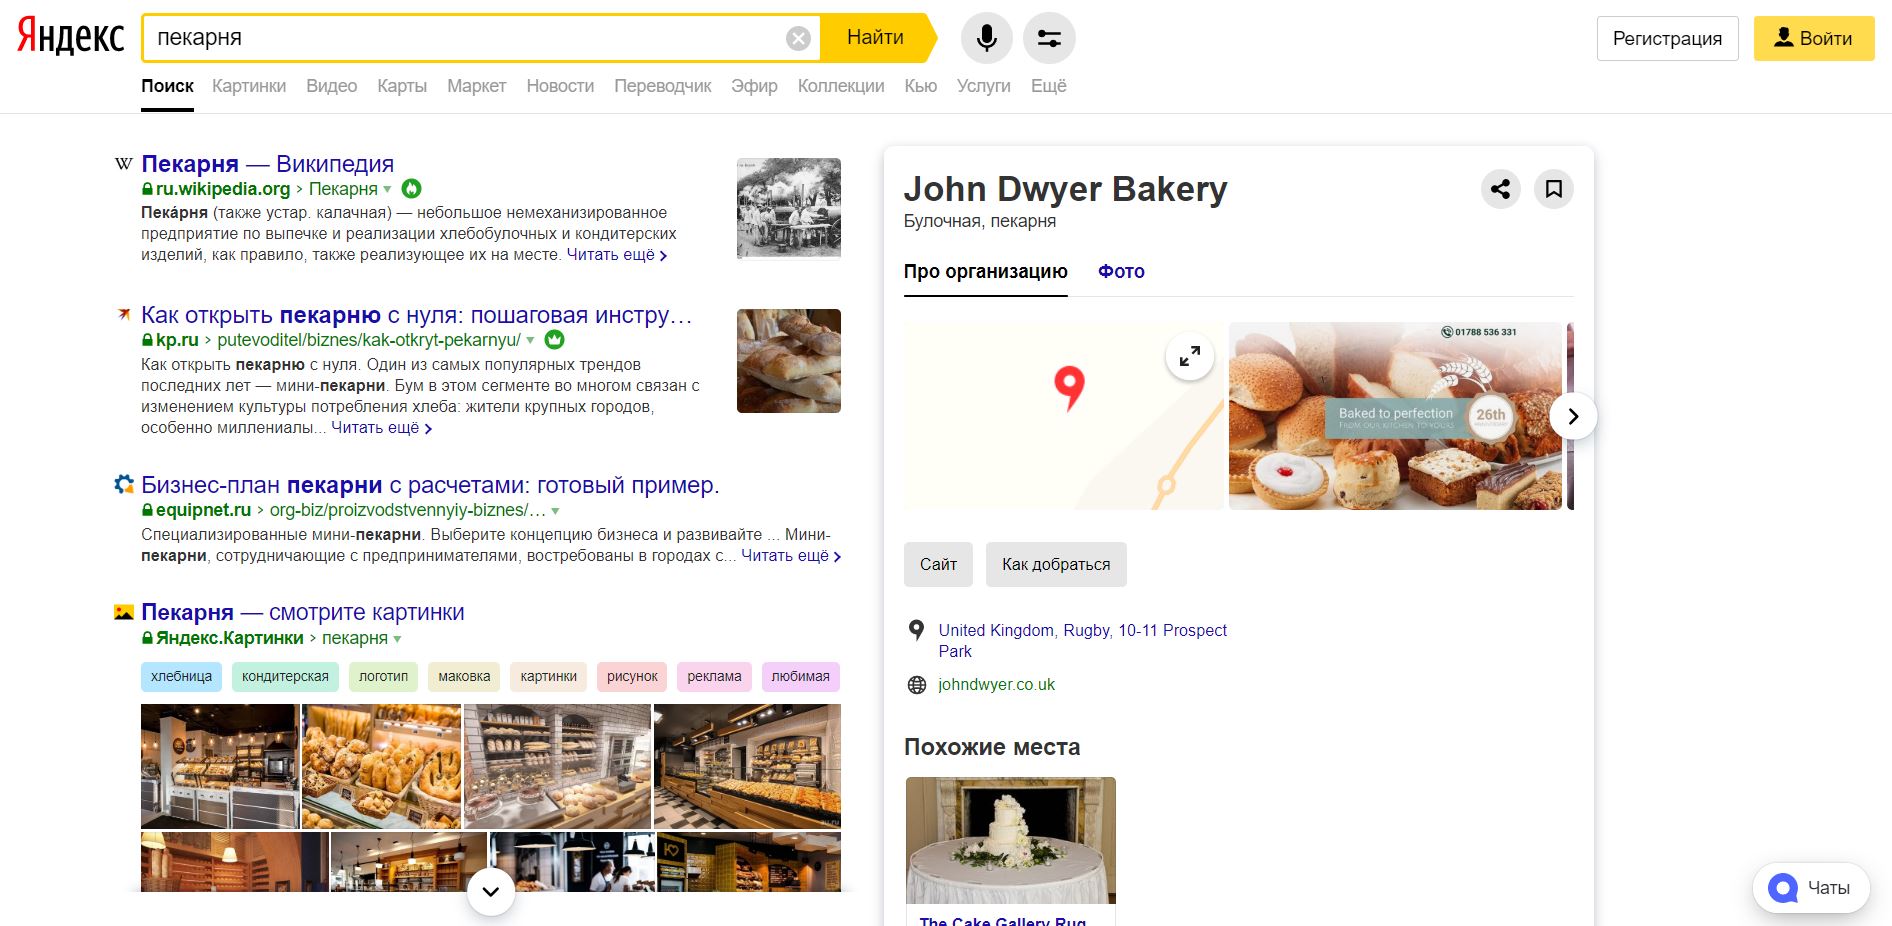 Яндекс
пекарня
Найти
Регистрация
Войти
Поиск Картинки Видео Карты Маркет Новости Переводчик Эфир Коллекции Кью Услуги Ещё
W Пекарня — Википедия
ru.wikipedia.org › Пекарня
Пека́рня (также устар. калачная) — небольшое немеханизированное
предприятие по выпечке и реализации хлебобулочных и кондитерских
изделий, как правило, также реализующее их на месте. Читать ещё ›
Как открыть пекарню с нуля: пошаговая инстру…
kp.ru › putevoditel/biznes/kak-otkryt-pekarnyu/
Как открыть пекарню с нуля. Один из самых популярных трендов
последних лет — мини-пекарни. Бум в этом сегменте во многом связан с
изменением культуры потребления хлеба: жители крупных городов,
особенно миллениалы... Читать ещё ›
Бизнес-план пекарни с расчетами: готовый пример.
equipnet.ru › org-biz/proizvodstvennyiy-biznes/…
Специализированные мини-пекарни. Выберите концепцию бизнеса и развивайте ... Мини-
пекарни, сотрудничающие с предпринимателями, востребованы в городах с... Читать ещё ›
Пекарня — смотрите картинки
Яндекс.Картинки › пекарня
хлебница кондитерская логотип маковка картинки рисунок реклама любимая
John Dwyer Bakery
Булочная, пекарня
Про организацию Фото
01788 536 331
Baked to perfection
FROM OUR KITCHEN TO YOURS
26th
ANNIVERSARY
Сайт Как добраться
United Kingdom, Rugby, 10-11 Prospect
Park
johndwyer.co.uk
Похожие места
The Cake Gallery Rug
Чаты